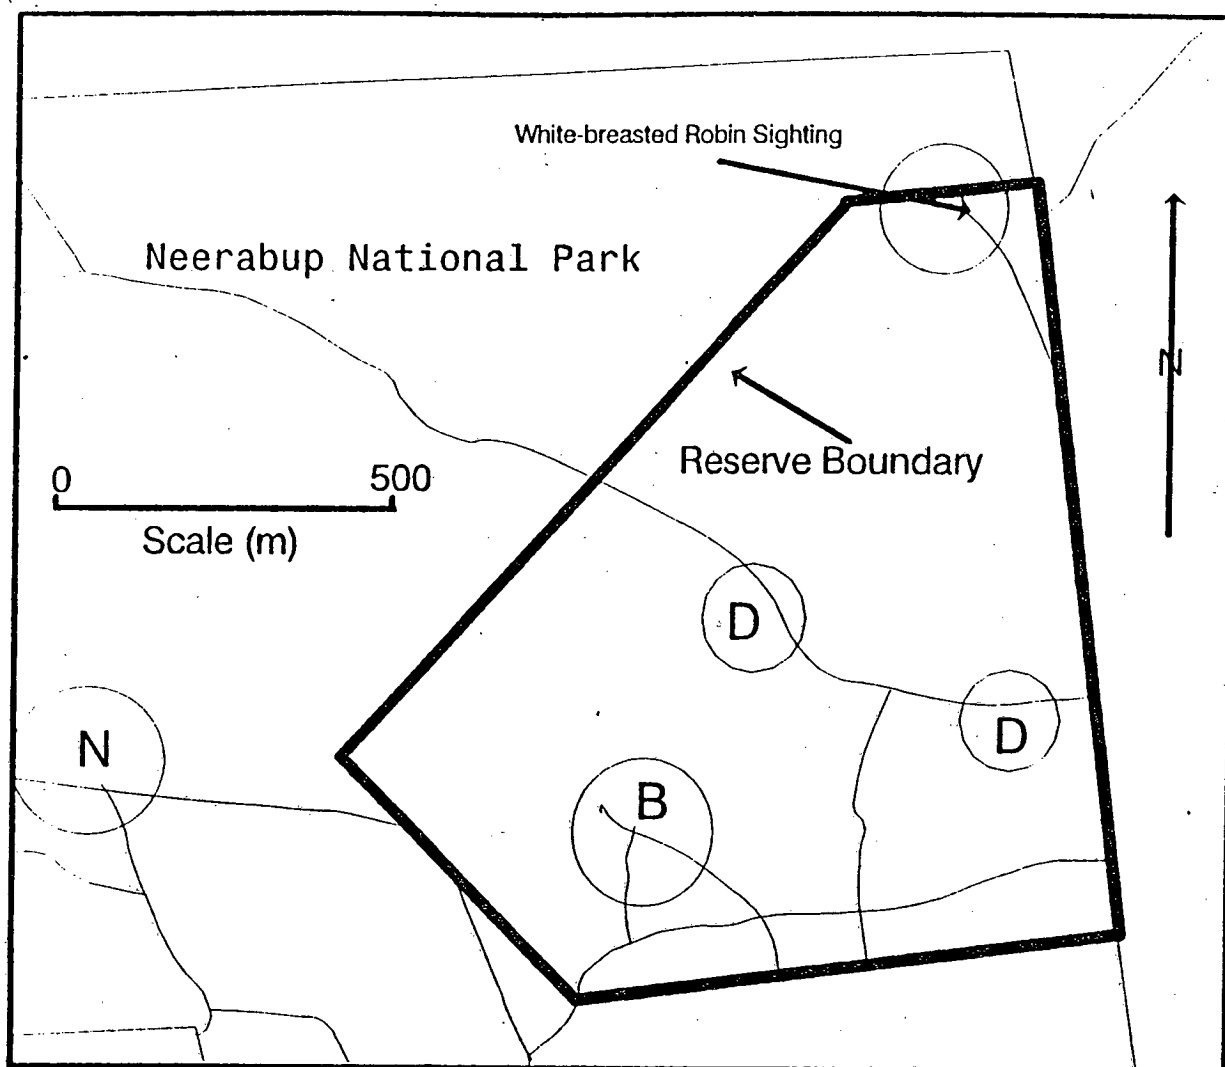 White-breasted Robin Sighting
Neerabup National Park
N
Reserve Boundary
0 500
Scale (m)
D
D
N
B